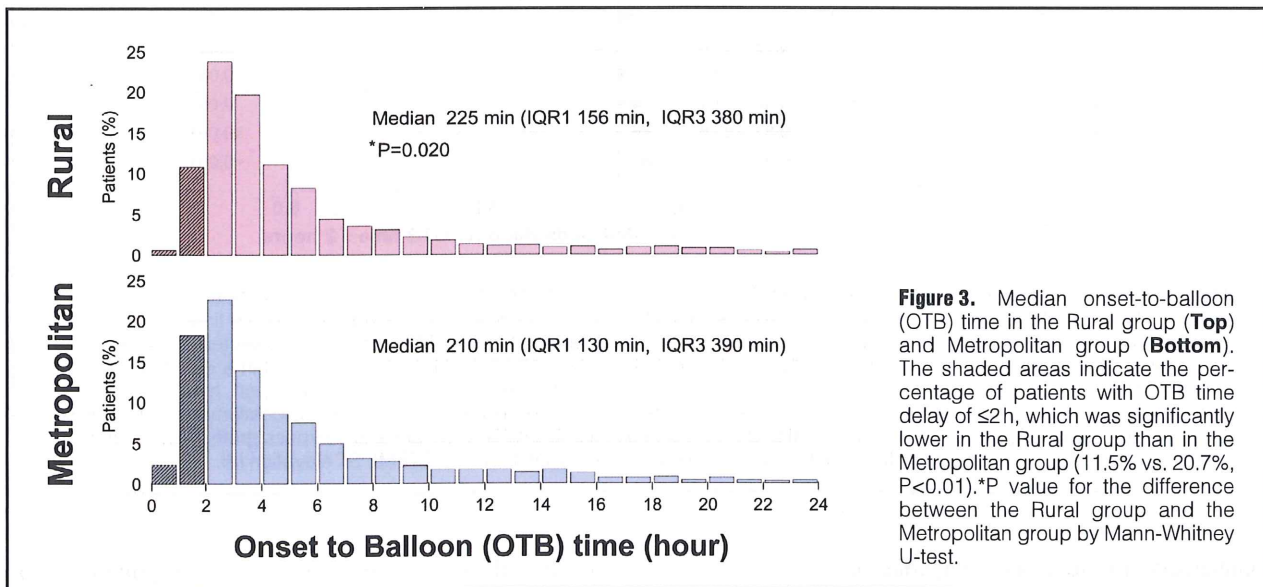 Rural
Patients (%)
25
20
15
10
5
0
Median 225 min (IQR1 156 min, IQR3 380 min)
*P=0.020
Metropolitan
Patients (%)
25
20
15
10
5
0
Median 210 min (IQR1 130 min, IQR3 390 min)
0 2 4 6 8 10 12 14 16 18 20 22 24
Onset to Balloon (OTB) time (hour)
Figure 3. Median onset-to-balloon
(OTB) time in the Rural group (Top)
and Metropolitan group (Bottom).
The shaded areas indicate the per-
centage of patients with OTB time
delay of ≤2 h, which was significantly
lower in the Rural group than in the
Metropolitan group (11.5% vs. 20.7%,
P<0.01).*P value for the difference
between the Rural group and the
Metropolitan group by Mann-Whitney
U-test.